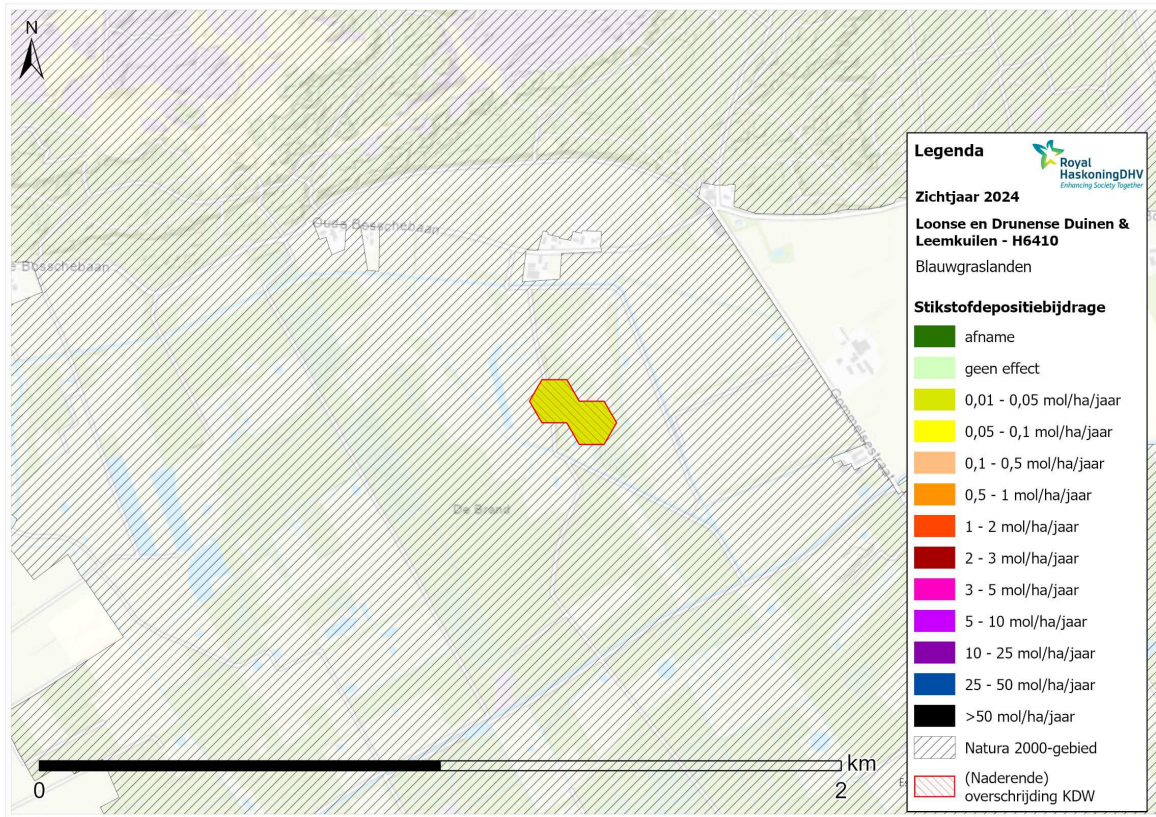 N
Oude Bosschebaan
Bosschebaan
Gommelsestraat
De Brand
0
2
km
Legenda
Royal
HaskoningDHV
Enhancing Society Together
Zichtjaar 2024
Loonse en Drunense Duinen &
Leemkuilen - H6410
Blauwgraslanden
Stikstofdepositiebijdrage
afname
geen effect
0,01 - 0,05 mol/ha/jaar
0,05 - 0,1 mol/ha/jaar
0,1 - 0,5 mol/ha/jaar
0,5 - 1 mol/ha/jaar
1 - 2 mol/ha/jaar
2 - 3 mol/ha/jaar
3 - 5 mol/ha/jaar
5 - 10 mol/ha/jaar
10 - 25 mol/ha/jaar
25 - 50 mol/ha/jaar
>50 mol/ha/jaar
Natura 2000-gebied
(Naderende)
overschrijding KDW